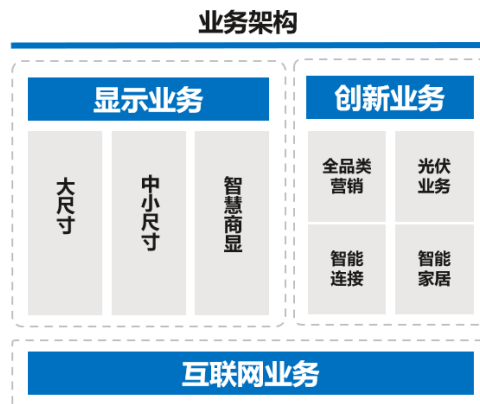 业务架构
显示业务
大尺寸
中小尺寸
智慧商显
创新业务
全品类
营销
光伏
业务
智能
连接
智能
家居
互联网业务